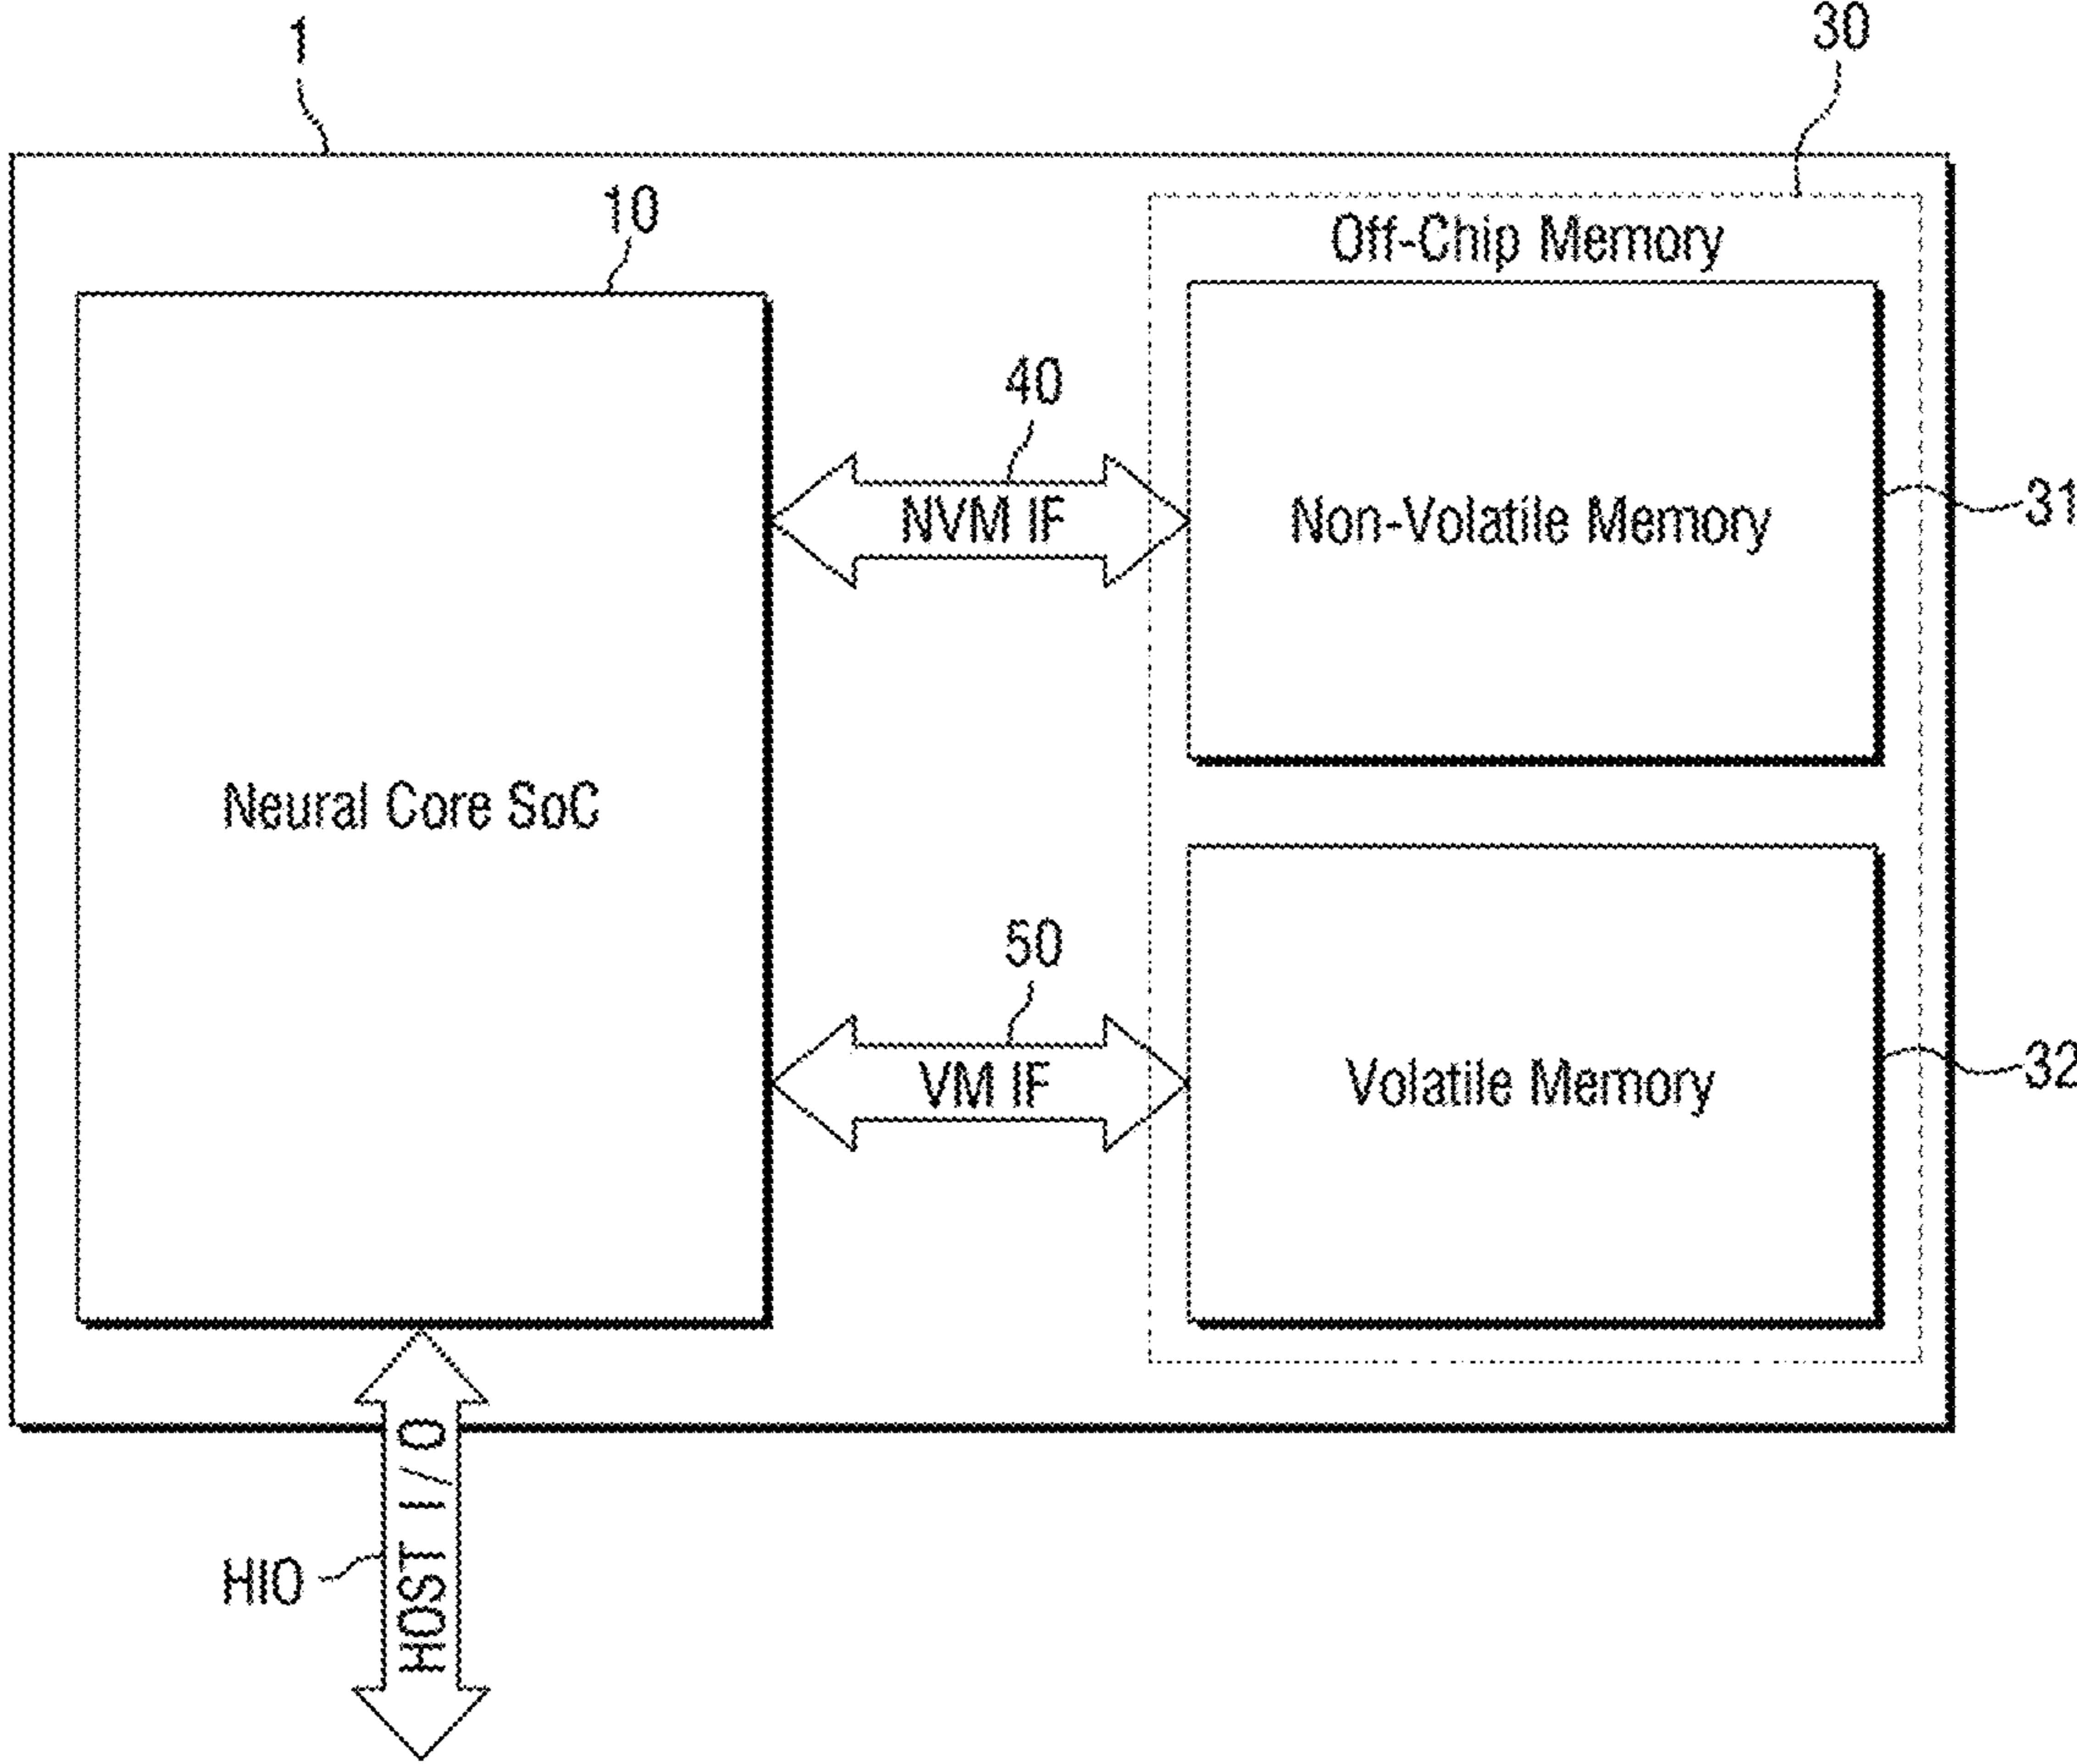 1
30
10
Off-Chip Memory
40
NVM IF
Non-Volatile Memory
31
Neural Core SoC
50
VM IF
Volatile Memory
32
HIO
HOST I/O